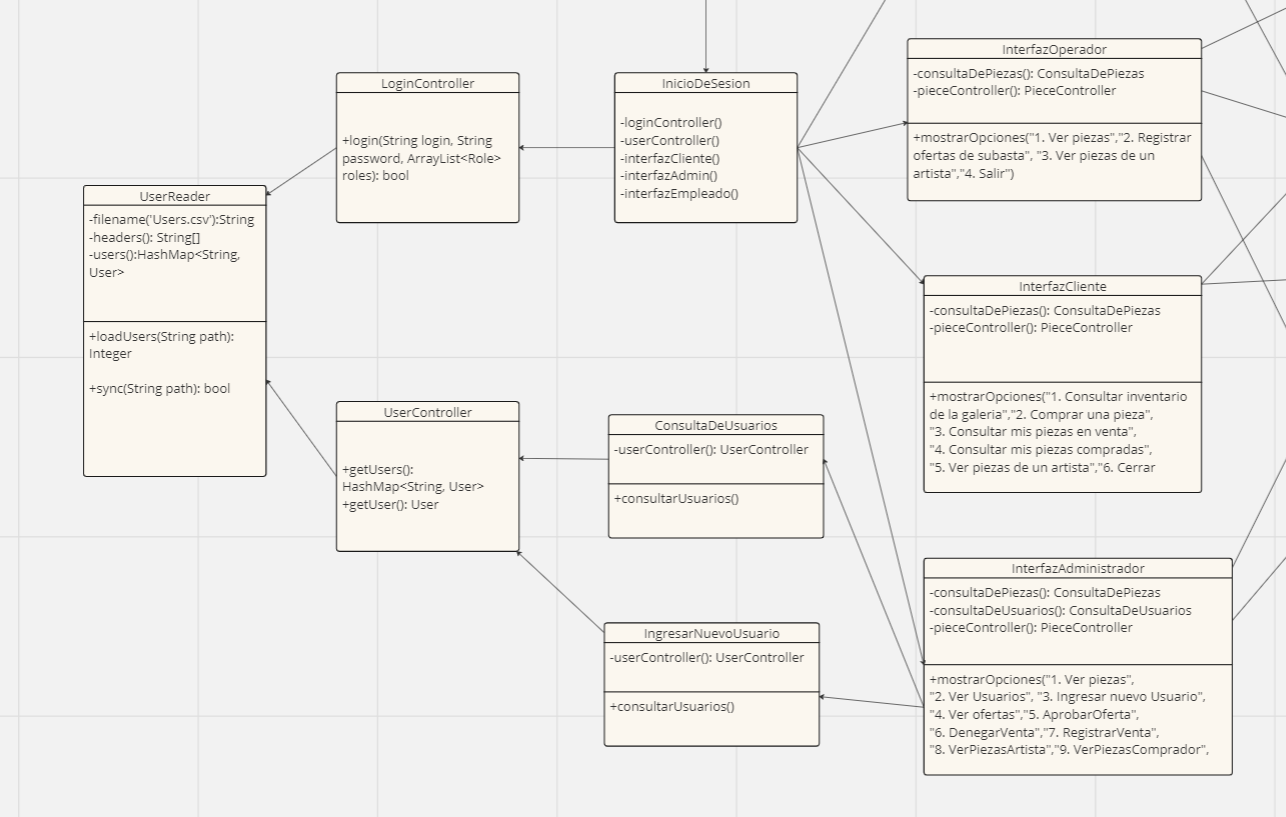 LoginController
+login(String login, String
password, ArrayList<Role>
roles): bool
InicioDeSesion
-loginController()
-userController()
-interfazCliente()
-interfazAdmin()
-interfazEmpleado()
InterfazOperador
-consultaDePiezas(): ConsultaDePiezas
-pieceController(): PieceController
+mostrarOpciones("1. Ver piezas","2. Registrar
ofertas de subasta", "3. Ver piezas de un
artista","4. Salir")
UserReader
-filename('Users.csv'):String
-headers(): String[]
-users():HashMap<String,
User>
+loadUsers(String path):
Integer
+sync(String path): bool
InterfazCliente
-consultaDePiezas(): ConsultaDePiezas
-pieceController(): PieceController
+mostrarOpciones("1. Consultar inventario
de la galeria","2. Comprar una pieza",
"3. Consultar mis piezas en venta",
"4. Consultar mis piezas compradas",
"5. Ver piezas de un artista","6. Cerrar
UserController
+getUsers():
HashMap<String, User>
+getUser(): User
ConsultaDeUsuarios
-userController(): UserController
+consultarUsuarios()
IngresarNuevoUsuario
-userController(): UserController
+consultarUsuarios()
InterfazAdministrador
-consultaDePiezas(): ConsultaDePiezas
-consultaDeUsuarios(): ConsultaDeUsuarios
-pieceController(): PieceController
+mostrarOpciones("1. Ver piezas",
"2. Ver Usuarios", "3. Ingresar nuevo Usuario",
"4. Ver ofertas","5. AprobarOferta",
"6. DenegarVenta","7. RegistrarVenta",
"8. VerPiezasArtista","9. VerPiezasComprador",